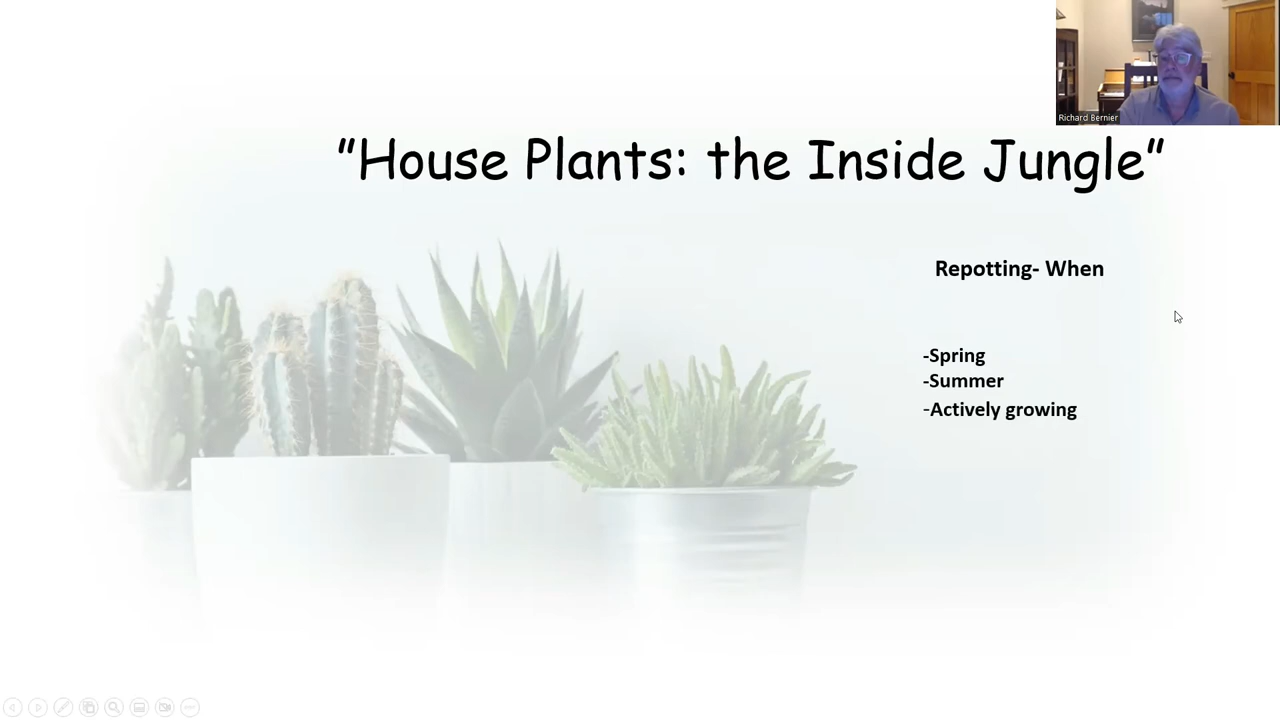 Richard Bernier
"House Plants: the Inside Jungle"
Repotting- When
-Spring
-Summer
-Actively growing